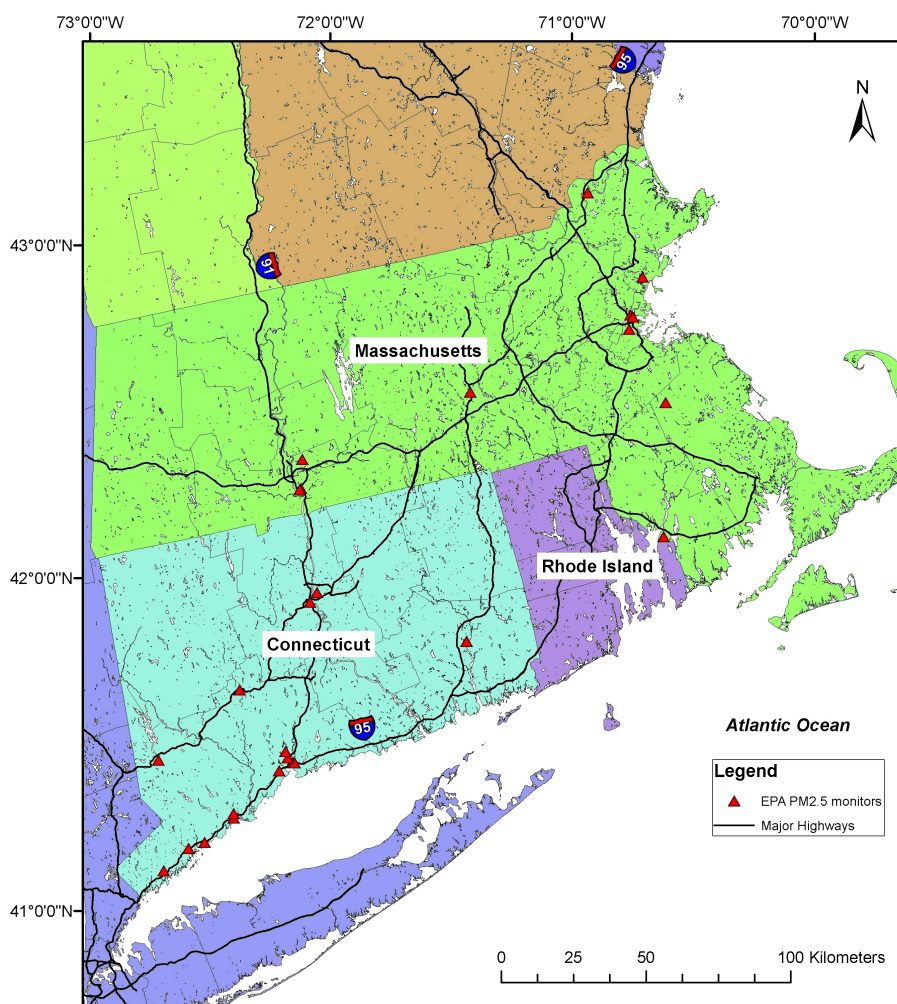 73°0'0"W 72°0'0"W 71°0'0"W 70°0'0"W
95
N
43°0'0"N
91
Massachusetts
42°0'0"N
Rhode Island
Connecticut
95
Atlantic Ocean
Legend
EPA PM2.5 monitors
Major Highways
41°0'0"N
0 25 50 100 Kilometers